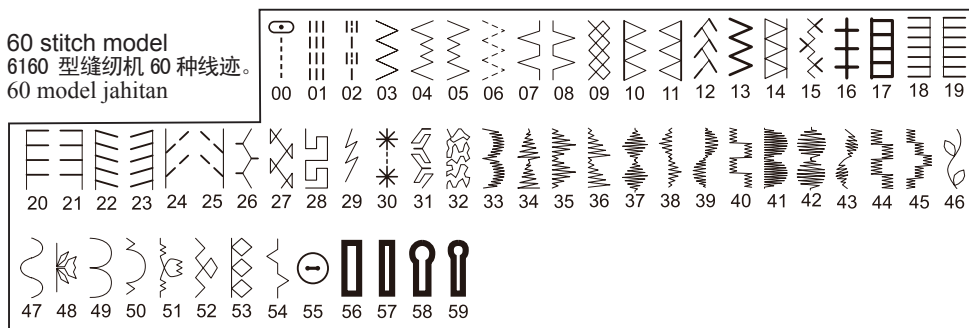 60 stitch model
6160 型缝纫机 60 种线迹。
60 model jahitan
00 01 02 03 04 05 06 07 08 09 10 11 12 13 14 15 16 17 18 19
20 21 22 23 24 25 26 27 28 29 30 31 32 33 34 35 36 37 38 39 40 41 42 43 44 45 46
47 48 49 50 51 52 53 54 55 56 57 58 59